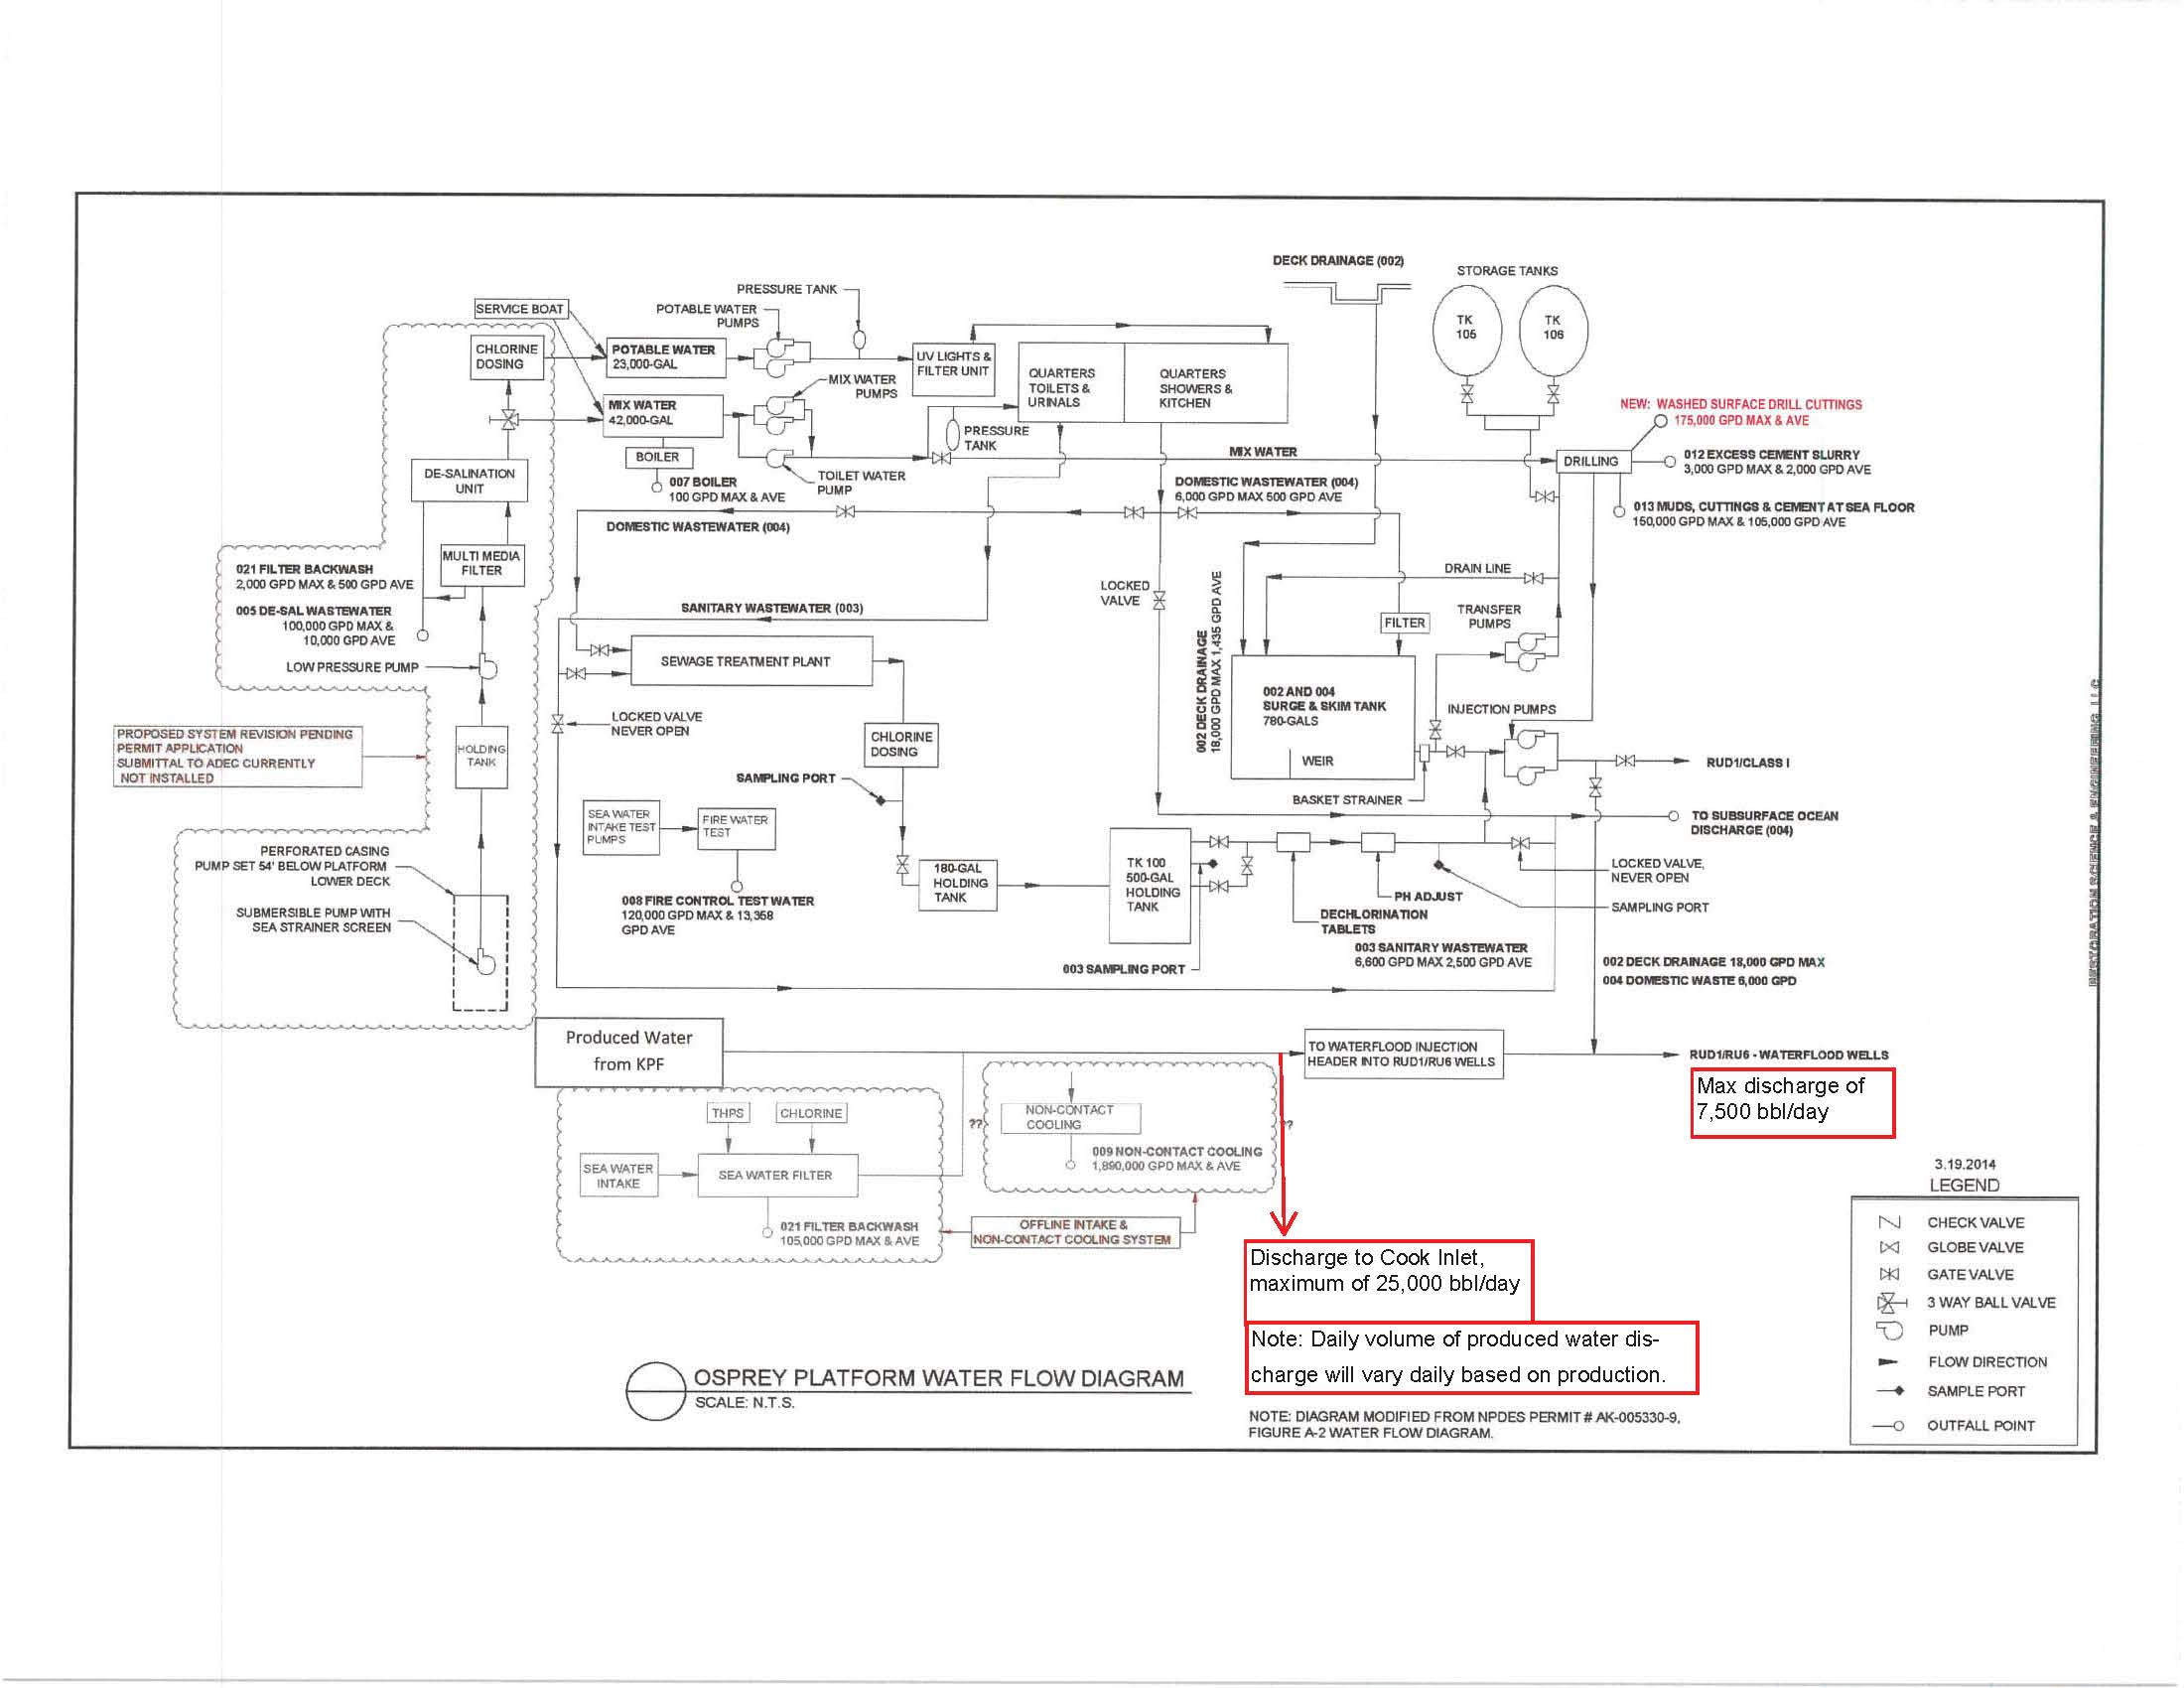 DECK DRAINAGE (002)
STORAGE TANKS
TK
105
TK
106
PRESSURE TANK
POTABLE WATER
PUMPS
SERVICE BOAT
CHLORINE
DOSING
POTABLE WATER
23,000-GAL
UV LIGHTS &
FILTER UNIT
MIX WATER
PUMPS
QUARTERS
TOILETS &
URINALS
QUARTERS
SHOWERS &
KITCHEN
MIX WATER
42,000-GAL
PRESSURE
TANK
BOILER
007 BOILER
100 GPD MAX & AVE
TOILET WATER
PUMP
MIX WATER
NEW: WASHED SURFACE DRILL CUTTINGS
175,000 GPD MAX & AVE
DRILLING
012 EXCESS CEMENT SLURRY
3,000 GPD MAX & 2,000 GPD AVE
013 MUDS, CUTTINGS & CEMENT AT SEA FLOOR
150,000 GPD MAX & 105,000 GPD AVE
DE-SALINATION
UNIT
DOMESTIC WASTEWATER (004)
6,000 GPD MAX 500 GPD AVE
DOMESTIC WASTEWATER (004)
MULTI MEDIA
FILTER
021 FILTER BACKWASH
2,000 GPD MAX & 500 GPD AVE
005 DE-SAL WASTEWATER
100,000 GPD MAX &
10,000 GPD AVE
LOW PRESSURE PUMP
LOCKED
VALVE
DRAIN LINE
SANITARY WASTEWATER (003)
002 DECK DRAINAGE
18,000 GPD MAX 1,435 GPD AVE
FILTER
TRANSFER
PUMPS
SEWAGE TREATMENT PLANT
002 AND 004
SURGE & SKIM TANK
780-GALS
WEIR
INJECTION PUMPS
LOCKED VALVE
NEVER OPEN
PROPOSED SYSTEM REVISION PENDING
PERMIT APPLICATION
SUBMITTAL TO ADEC CURRENTLY
NOT INSTALLED
HOLDING
TANK
CHLORINE
DOSING
SAMPLING PORT
RUD1/CLASS I
BASKET STRAINER
TO SUBSURFACE OCEAN
DISCHARGE (004)
SEA WATER
INTAKE TEST
PUMPS
FIRE WATER
TEST
PERFORATED CASING
PUMP SET 54' BELOW PLATFORM
LOWER DECK
SUBMERSIBLE PUMP WITH
SEA STRAINER SCREEN
008 FIRE CONTROL TEST WATER
120,000 GPD MAX & 13,358
GPD AVE
180-GAL
HOLDING
TANK
TK 100
500-GAL
HOLDING
TANK
LOCKED VALVE,
NEVER OPEN
PH ADJUST
SAMPLING PORT
DECHLORINATION
TABLETS
003 SANITARY WASTEWATER
6,600 GPD MAX 2,500 GPD AVE
003 SAMPLING PORT
002 DECK DRAINAGE 18,000 GPD MAX
004 DOMESTIC WASTE 6,000 GPD
Produced Water
from KPF
TO WATERFLOOD INJECTION
HEADER INTO RUD1/RU6 WELLS
RUD1/RU6 - WATERFLOOD WELLS
Max discharge of
7,500 bbl/day
THPS
CHLORINE
SEA WATER
INTAKE
SEA WATER FILTER
021 FILTER BACKWASH
105,000 GPD MAX & AVE
??
NON-CONTACT
COOLING
009 NON-CONTACT COOLING
1,890,000 GPD MAX & AVE
?
OFFLINE INTAKE &
NON-CONTACT COOLING SYSTEM
Discharge to Cook Inlet,
maximum of 25,000 bbl/day
Note: Daily volume of produced water dis-
charge will vary daily based on production.
OSPREY PLATFORM WATER FLOW DIAGRAM
SCALE: N.T.S.
NOTE: DIAGRAM MODIFIED FROM NPDES PERMIT # AK-005330-9,
FIGURE A-2 WATER FLOW DIAGRAM.
3.19.2014
LEGEND
CHECK VALVE
GLOBE VALVE
GATE VALVE
3 WAY BALL VALVE
PUMP
FLOW DIRECTION
SAMPLE PORT
OUTFALL POINT
RESTORATION SCIENCE & ENGINEERING, LLC